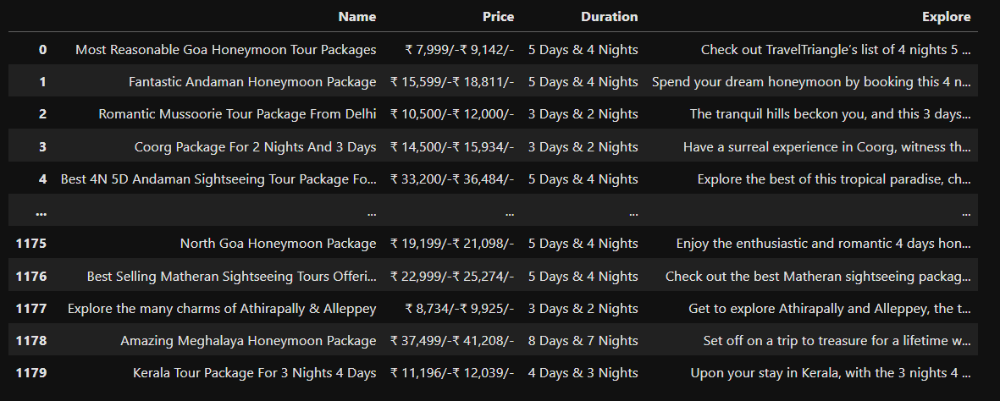 Name Price Duration Explore
0 Most Reasonable Goa Honeymoon Tour Packages ₹ 7,999/-₹ 9,142/- 5 Days & 4 Nights Check out TravelTriangle’s list of 4 nights 5 ...
1 Fantastic Andaman Honeymoon Package ₹ 15,599/-₹ 18,811/- 5 Days & 4 Nights Spend your dream honeymoon by booking this 4 n...
2 Romantic Mussoorie Tour Package From Delhi ₹ 10,500/-₹ 12,000/- 3 Days & 2 Nights The tranquil hills beckon you, and this 3 days...
3 Coorg Package For 2 Nights And 3 Days ₹ 14,500/-₹ 15,934/- 3 Days & 2 Nights Have a surreal experience in Coorg, witness th...
4 Best 4N 5D Andaman Sightseeing Tour Package Fo... ₹ 33,200/-₹ 36,484/- 5 Days & 4 Nights Explore the best of this tropical paradise, ch...
... ... ... ... ...
1175 North Goa Honeymoon Package ₹ 19,199/-₹ 21,098/- 5 Days & 4 Nights Enjoy the enthusiastic and romantic 4 days hon...
1176 Best Selling Matheran Sightseeing Tours Offeri... ₹ 22,999/-₹ 25,274/- 5 Days & 4 Nights Check out the best Matheran sightseeing packag...
1177 Explore the many charms of Athirapally & Alleppey ₹ 8,734/-₹ 9,925/- 3 Days & 2 Nights Get to explore Athirapally and Alleppey, the t...
1178 Amazing Meghalaya Honeymoon Package ₹ 37,499/-₹ 41,208/- 8 Days & 7 Nights Set off on a trip to treasure for a lifetime w...
1179 Kerala Tour Package For 3 Nights 4 Days ₹ 11,196/-₹ 12,039/- 4 Days & 3 Nights Upon your stay in Kerala, with the 3 nights 4 ...